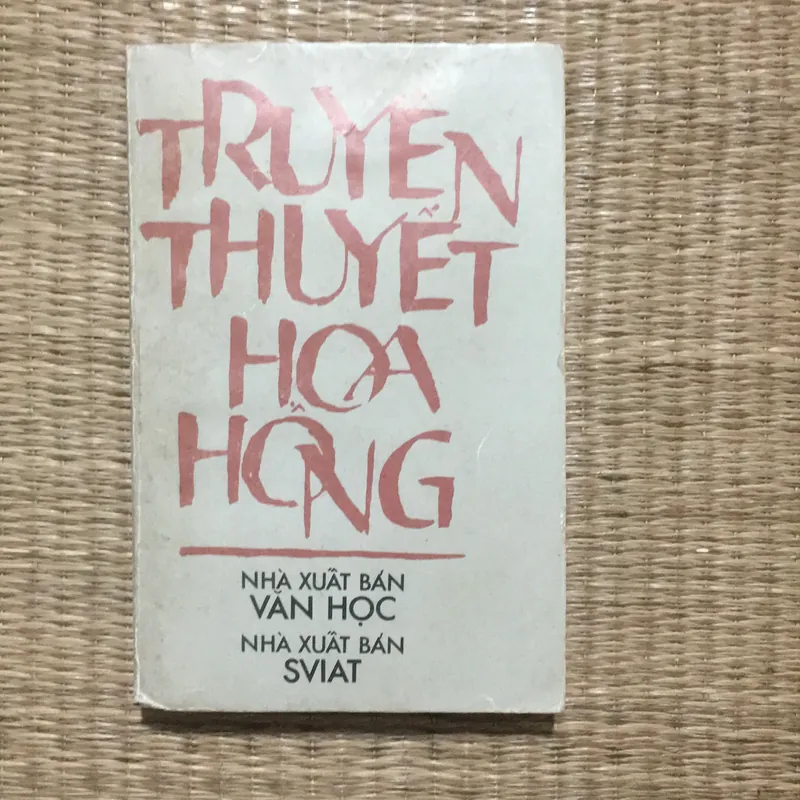 TRUYỀN
THUYẾT
HOA
HỒNG
NHÀ XUẤT BẢN
VĂN HỌC
NHÀ XUẤT BẢN
SVIAT